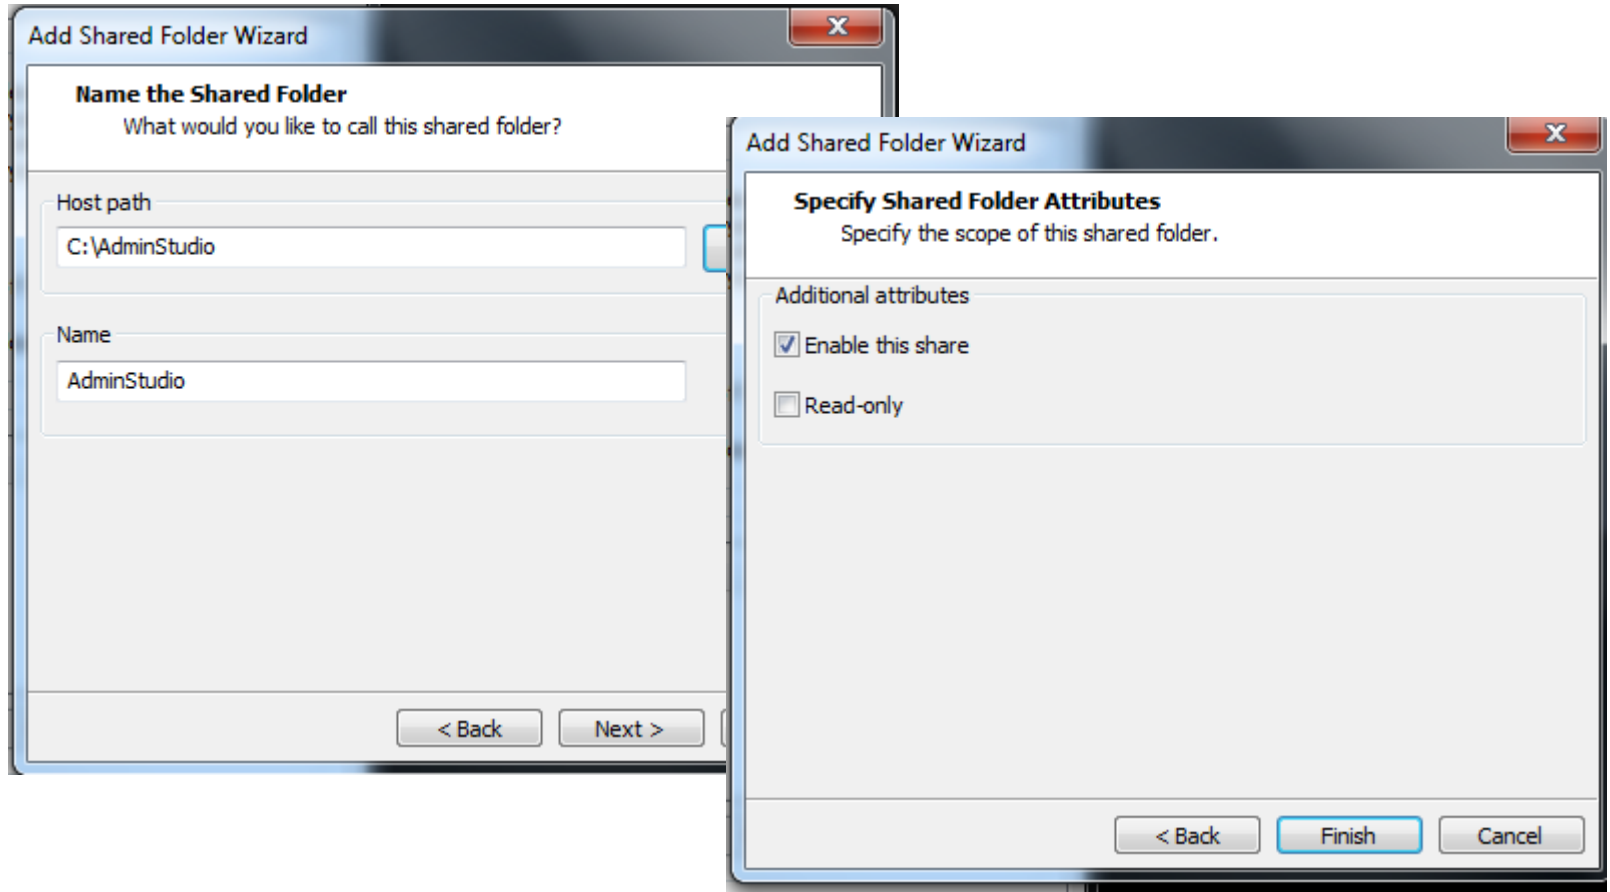 Add Shared Folder Wizard
Name the Shared Folder
What would you like to call this shared folder?
Host path
C:\AdminStudio
Name
AdminStudio
< Back
Next >
Add Shared Folder Wizard
Specify Shared Folder Attributes
Specify the scope of this shared folder.
Additional attributes
Enable this share
Read-only
< Back
Finish
Cancel